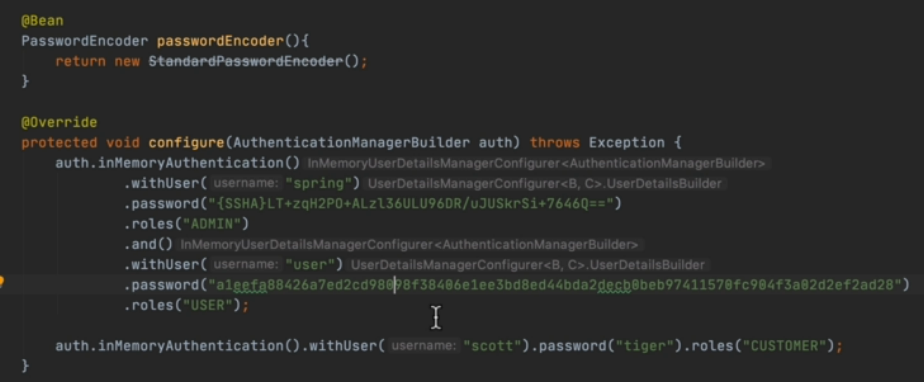 @Bean
PasswordEncoder passwordEncoder(){
return new StandardPasswordEncoder();
}
@Override
protected void configure(AuthenticationManagerBuilder auth) throws Exception {
auth.inMemoryAuthentication() InMemoryUserDetailsManagerConfigurer<AuthenticationManagerBuilder>
.withUser( username: "spring") UserDetailsManagerConfigurer<B, C>.UserDetailsBuilder
.password("{SSHA}LT+zqH2PO+ALzl36ULU96DR/uJUSkrSi+7646Q==")
.roles("ADMIN")
.and() InMemoryUserDetailsManagerConfigurer<AuthenticationManagerBuilder>
.withUser( username: "user") UserDetailsManagerConfigurer<B, C>.UserDetailsBuilder
.password("a1eefa88426a7ed2cd98098f38406e1ee3bd8ed44bda2decb0beb97411570fc904f3a02d2ef2ad28")
.roles("USER");
auth.inMemoryAuthentication().withUser( username: "scott").password("tiger").roles("CUSTOMER");
}